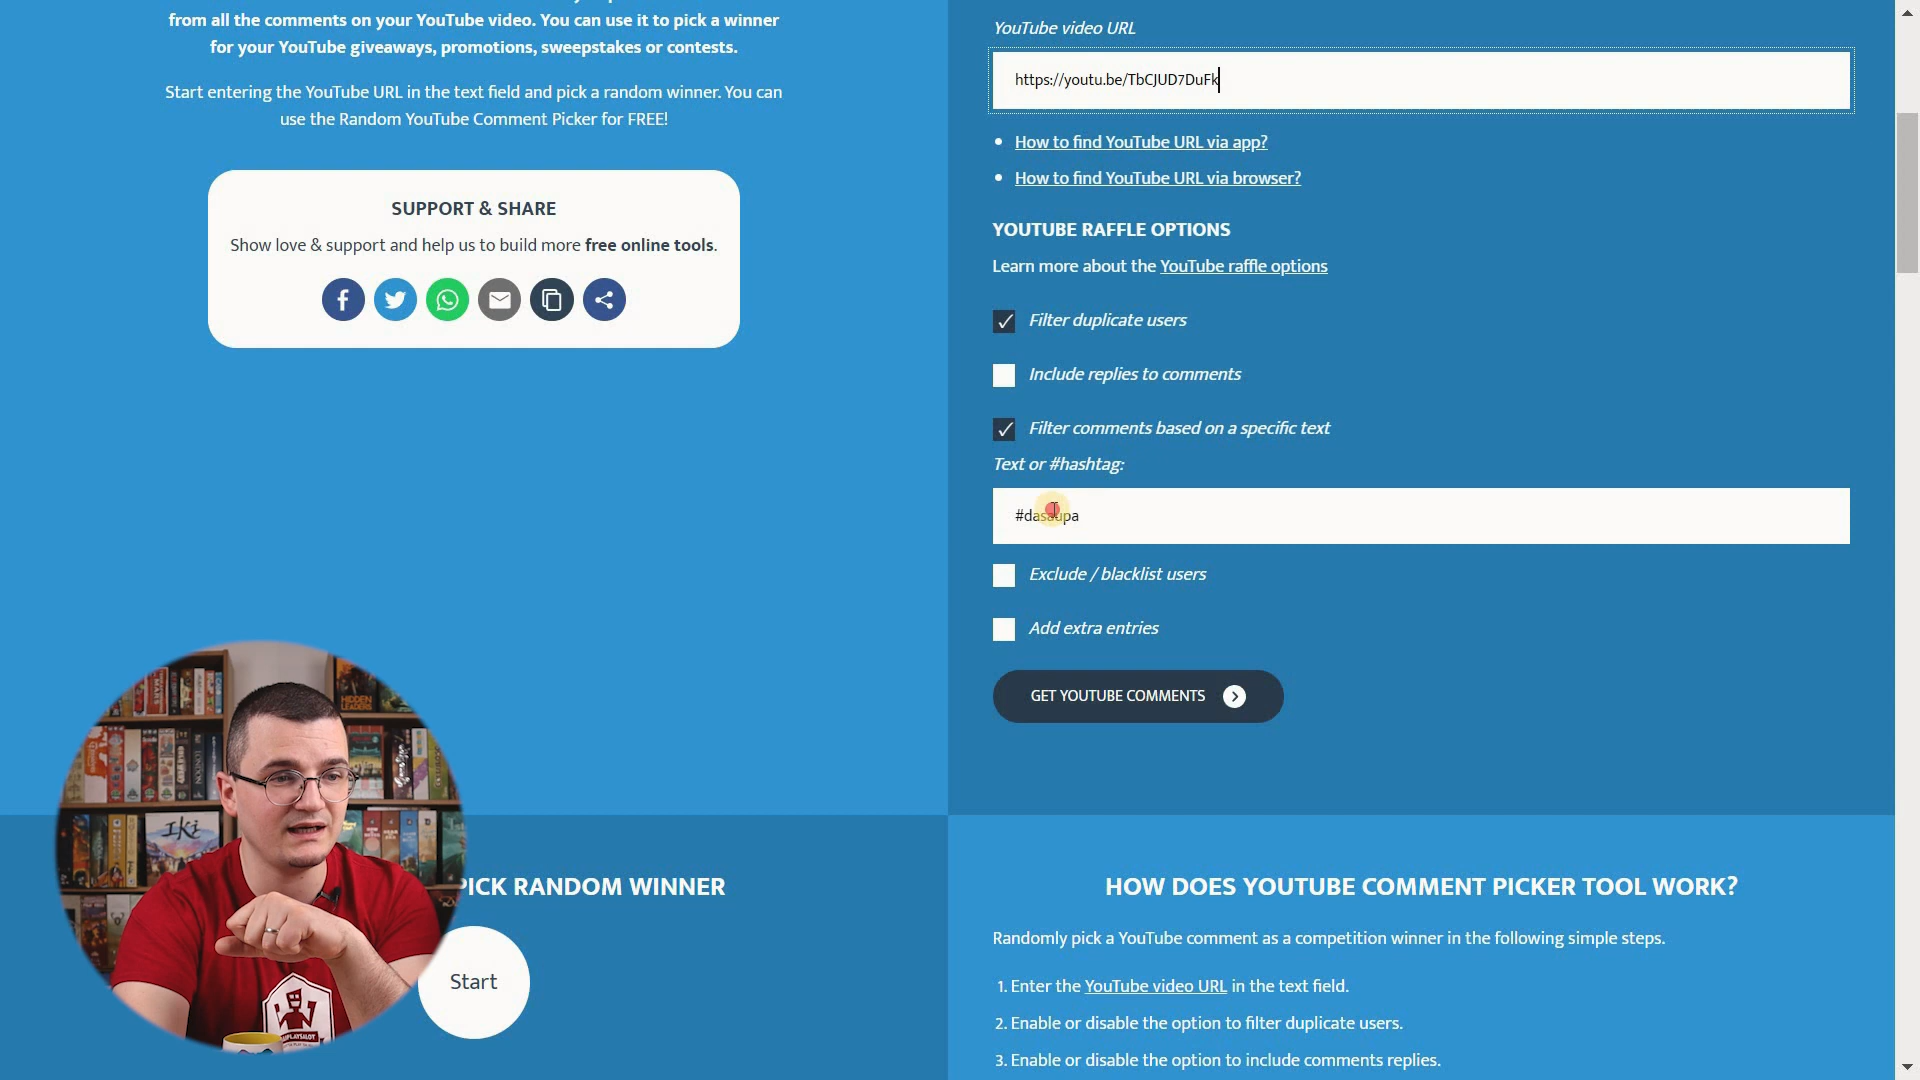 from all the comments on your YouTube video. You can use it to pick a winner
for your YouTube giveaways, promotions, sweepstakes or contests.
Start entering the YouTube URL in the text field and pick a random winner. You can
use the Random YouTube Comment Picker for FREE!
SUPPORT & SHARE
Show love & support and help us to build more free online tools.
YouTube video URL
https://youtu.be/TbCJUD7DuFk
How to find YouTube URL via app?
How to find YouTube URL via browser?
YOUTUBE RAFFLE OPTIONS
Learn more about the YouTube raffle options
Filter duplicate users
Include replies to comments
Filter comments based on a specific text
Text or #hashtag:
#dasaupa
Exclude / blacklist users
Add extra entries
GET YOUTUBE COMMENTS
PICK RANDOM WINNER
Start
HIDDEN
LEADERS
MARS
LONDON
IKI
HOW DOES YOUTUBE COMMENT PICKER TOOL WORK?
Randomly pick a YouTube comment as a competition winner in the following simple steps.
1. Enter the YouTube video URL in the text field.
2. Enable or disable the option to filter duplicate users.
3. Enable or disable the option to include comments replies.